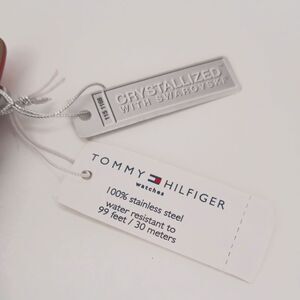 CRYSTALLIZED
WITH SWAROVSKI
TOMMY HILFIGER
watches
100% stainless steel
water resistant to
99 feet / 30 meters